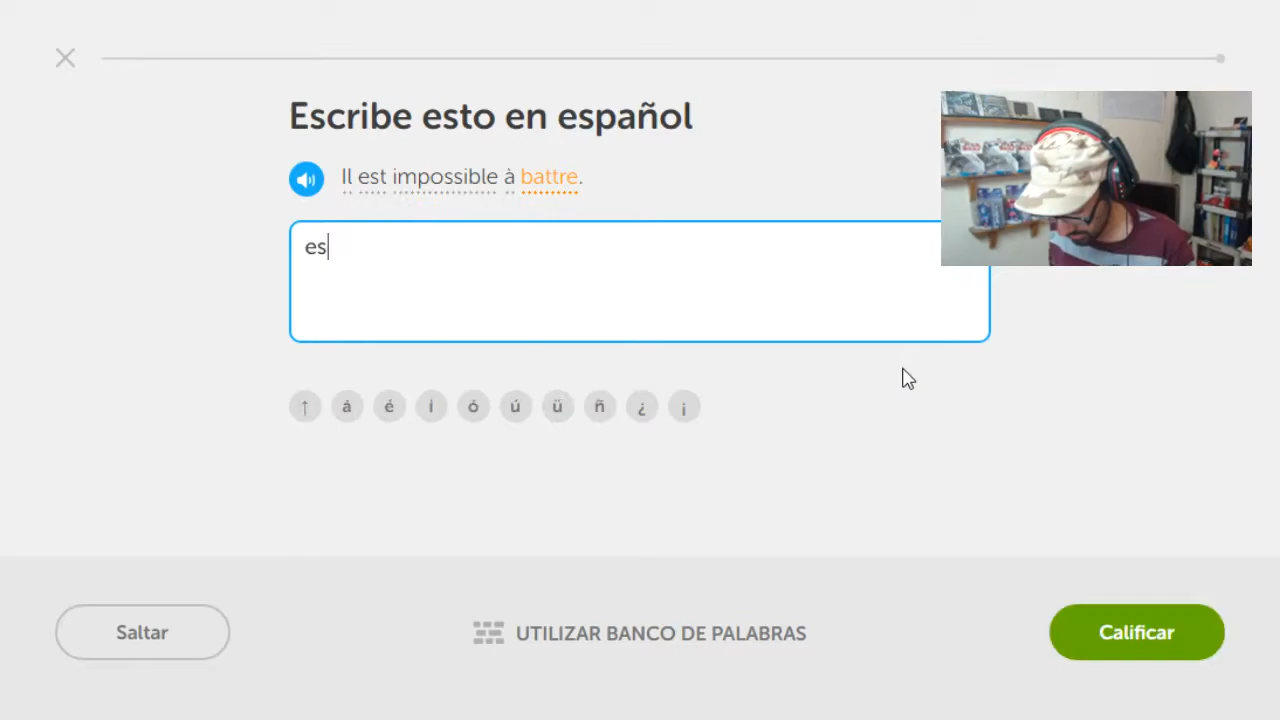 Escribe esto en español
Il est impossible à battre.
es
↑ á é í ó ú ü ñ ¿ ¡
Saltar
UTILIZAR BANCO DE PALABRAS
Calificar